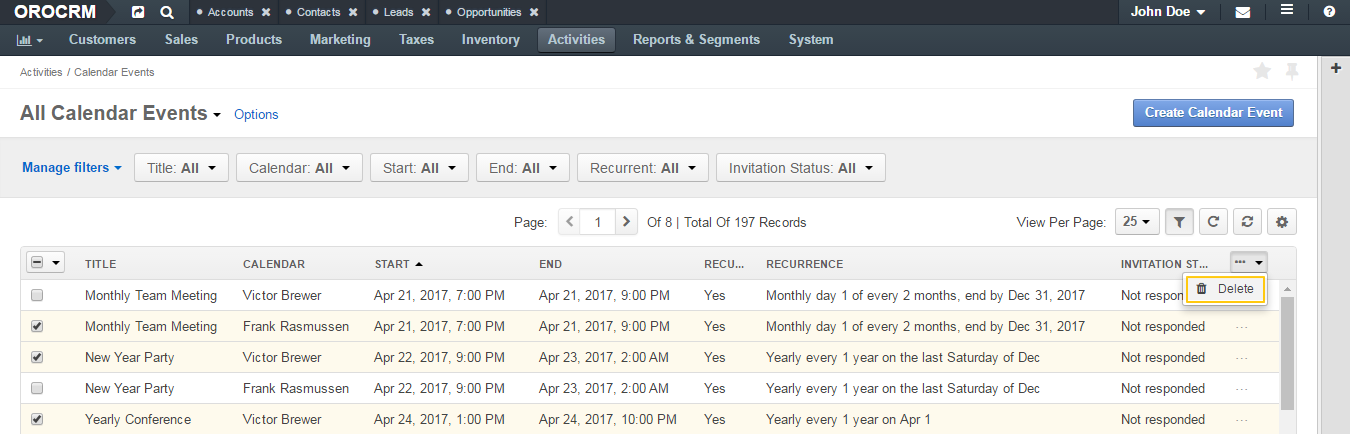 OROCRM • Accounts ✖ • Contacts ✖ • Leads ✖ • Opportunities ✖ John Doe
Customers Sales Products Marketing Taxes Inventory Activities Reports & Segments System
Activities / Calendar Events
All Calendar Events Options Create Calendar Event
Manage filters Title: All Calendar: All Start: All End: All Recurrent: All Invitation Status: All
Page: 1 Of 8 | Total Of 197 Records View Per Page: 25
TITLE CALENDAR START END RECU... RECURRENCE INVITATION ST... ...
Delete
Monthly Team Meeting Victor Brewer Apr 21, 2017, 7:00 PM Apr 21, 2017, 9:00 PM Yes Monthly day 1 of every 2 months, end by Dec 31, 2017 Not respond
Monthly Team Meeting Frank Rasmussen Apr 21, 2017, 7:00 PM Apr 21, 2017, 9:00 PM Yes Monthly day 1 of every 2 months, end by Dec 31, 2017 Not responded ...
New Year Party Victor Brewer Apr 22, 2017, 9:00 PM Apr 23, 2017, 2:00 AM Yes Yearly every 1 year on the last Saturday of Dec Not responded ...
New Year Party Frank Rasmussen Apr 22, 2017, 9:00 PM Apr 23, 2017, 2:00 AM Yes Yearly every 1 year on the last Saturday of Dec Not responded ...
Yearly Conference Victor Brewer Apr 24, 2017, 1:00 PM Apr 24, 2017, 10:00 PM Yes Yearly every 1 year on Apr 1 Not responded ...